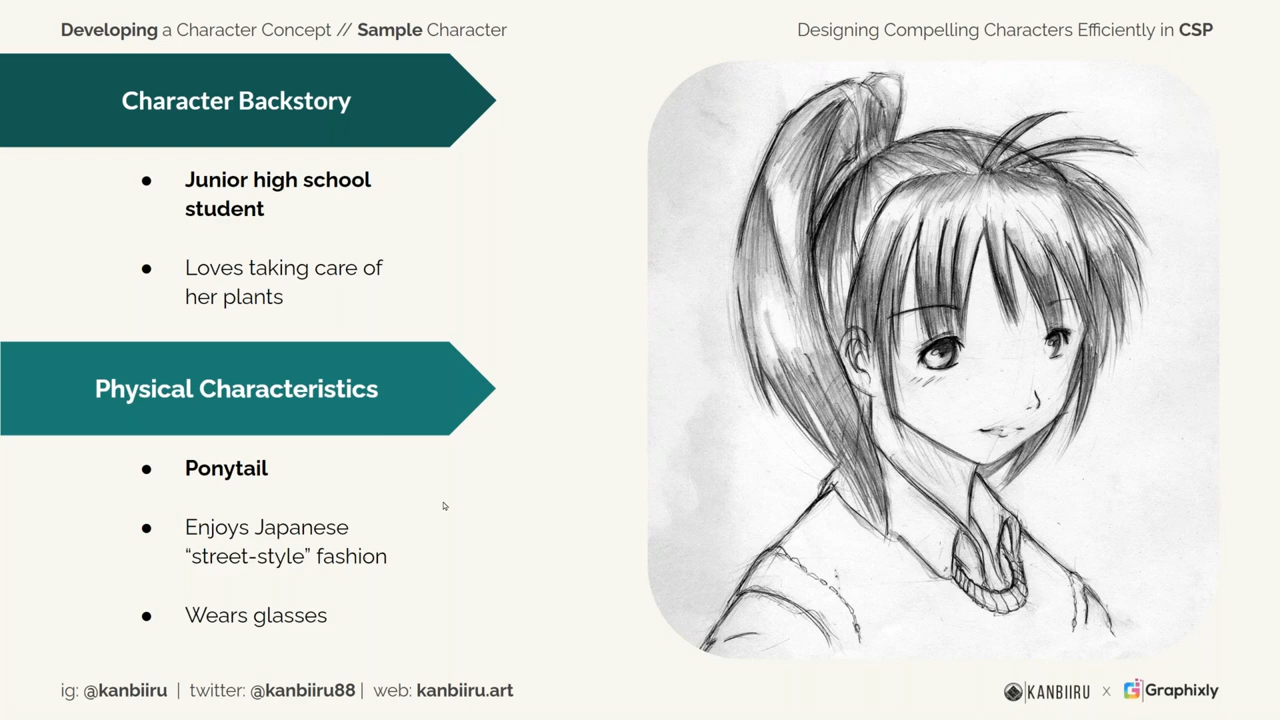 Developing a Character Concept // Sample Character
Designing Compelling Characters Efficiently in CSP
Character Backstory
● Junior high school
student
● Loves taking care of
her plants
Physical Characteristics
● Ponytail
● Enjoys Japanese
“street-style” fashion
● Wears glasses
ig: @kanbiiru | twitter: @kanbiiru88 | web: kanbiiru.art
KANBIIRU x Graphixly